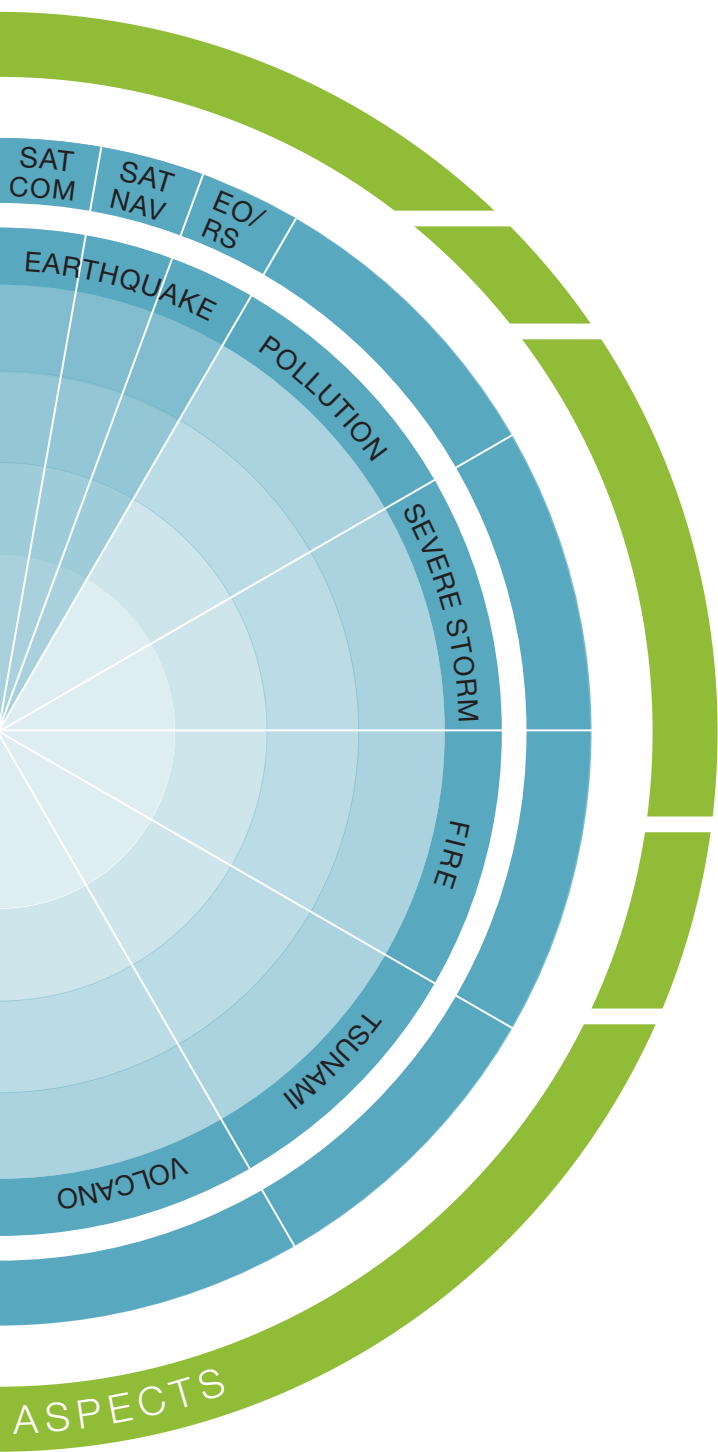 SAT
COM
SAT
NAV
EO/
RS
EARTHQUAKE
POLLUTION
SEVERE STORM
FIRE
TSUNAMI
VOLCANO
ASPECTS